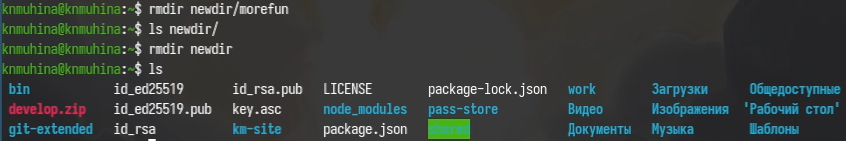 knmuhina@knmuhina:~$ rmdir newdir/morefun
knmuhina@knmuhina:~$ ls newdir/
knmuhina@knmuhina:~$ rmdir newdir
knmuhina@knmuhina:~$ ls
bin id_ed25519 id_rsa.pub LICENSE package-lock.json work Загрузки Общедоступные
develop.zip id_ed25519.pub key.asc node_modules pass-store Видео Изображения 'Рабочий стол'
git-extended id_rsa km-site package.json Документы Музыка Шаблоны